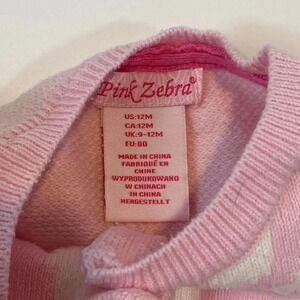 Pink Zebra®
US:12M
CA:12M
UK:9-12M
EU:80
MADE IN CHINA
FABRIQUÉ EN
CHINE
WYPRODUKOWANO
W CHINACH
IN CHINA
HERGESTELLT